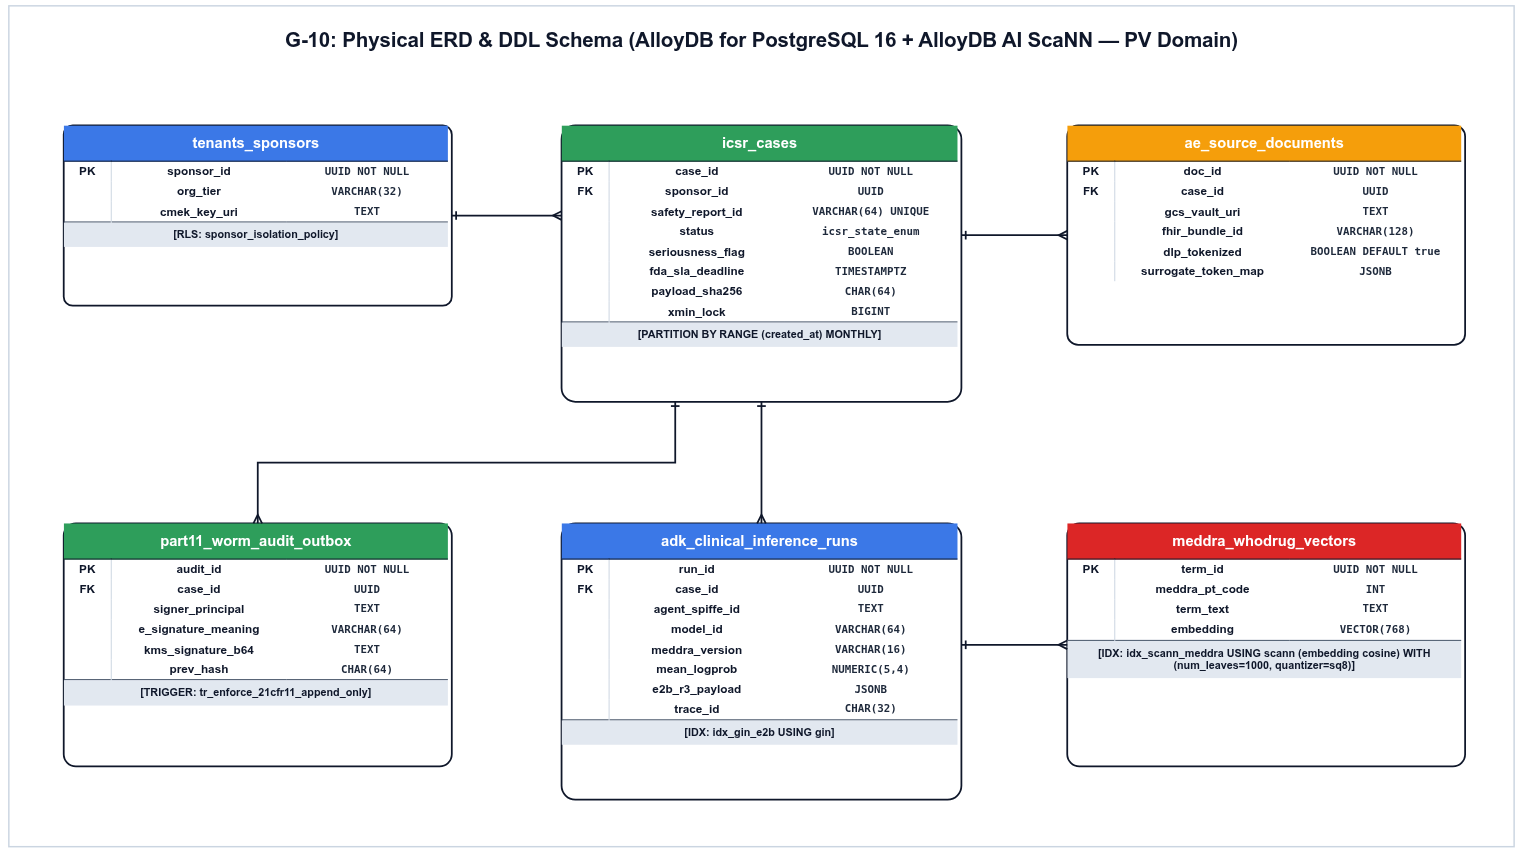 G-10: Physical ERD & DDL Schema (AlloyDB for PostgreSQL 16 + AlloyDB AI ScaNN — PV Domain)
tenants_sponsors
PK sponsor_id UUID NOT NULL
org_tier VARCHAR(32)
cmek_key_uri TEXT
[RLS: sponsor_isolation_policy]
icsr_cases
PK case_id UUID NOT NULL
FK sponsor_id UUID
safety_report_id VARCHAR(64) UNIQUE
status icsr_state_enum
seriousness_flag BOOLEAN
fda_sla_deadline TIMESTAMPTZ
payload_sha256 CHAR(64)
xmin_lock BIGINT
[PARTITION BY RANGE (created_at) MONTHLY]
ae_source_documents
PK doc_id UUID NOT NULL
FK case_id UUID
gcs_vault_uri TEXT
fhir_bundle_id VARCHAR(128)
dlp_tokenized BOOLEAN DEFAULT true
surrogate_token_map JSONB
part11_worm_audit_outbox
PK audit_id UUID NOT NULL
FK case_id UUID
signer_principal TEXT
e_signature_meaning VARCHAR(64)
kms_signature_b64 TEXT
prev_hash CHAR(64)
[TRIGGER: tr_enforce_21cfr11_append_only]
adk_clinical_inference_runs
PK run_id UUID NOT NULL
FK case_id UUID
agent_spiffe_id TEXT
model_id VARCHAR(64)
meddra_version VARCHAR(16)
mean_logprob NUMERIC(5,4)
e2b_r3_payload JSONB
trace_id CHAR(32)
[IDX: idx_gin_e2b USING gin]
meddra_whodrug_vectors
PK term_id UUID NOT NULL
meddra_pt_code INT
term_text TEXT
embedding VECTOR(768)
[IDX: idx_scann_meddra USING scann (embedding cosine) WITH
(num_leaves=1000, quantizer=sq8)]